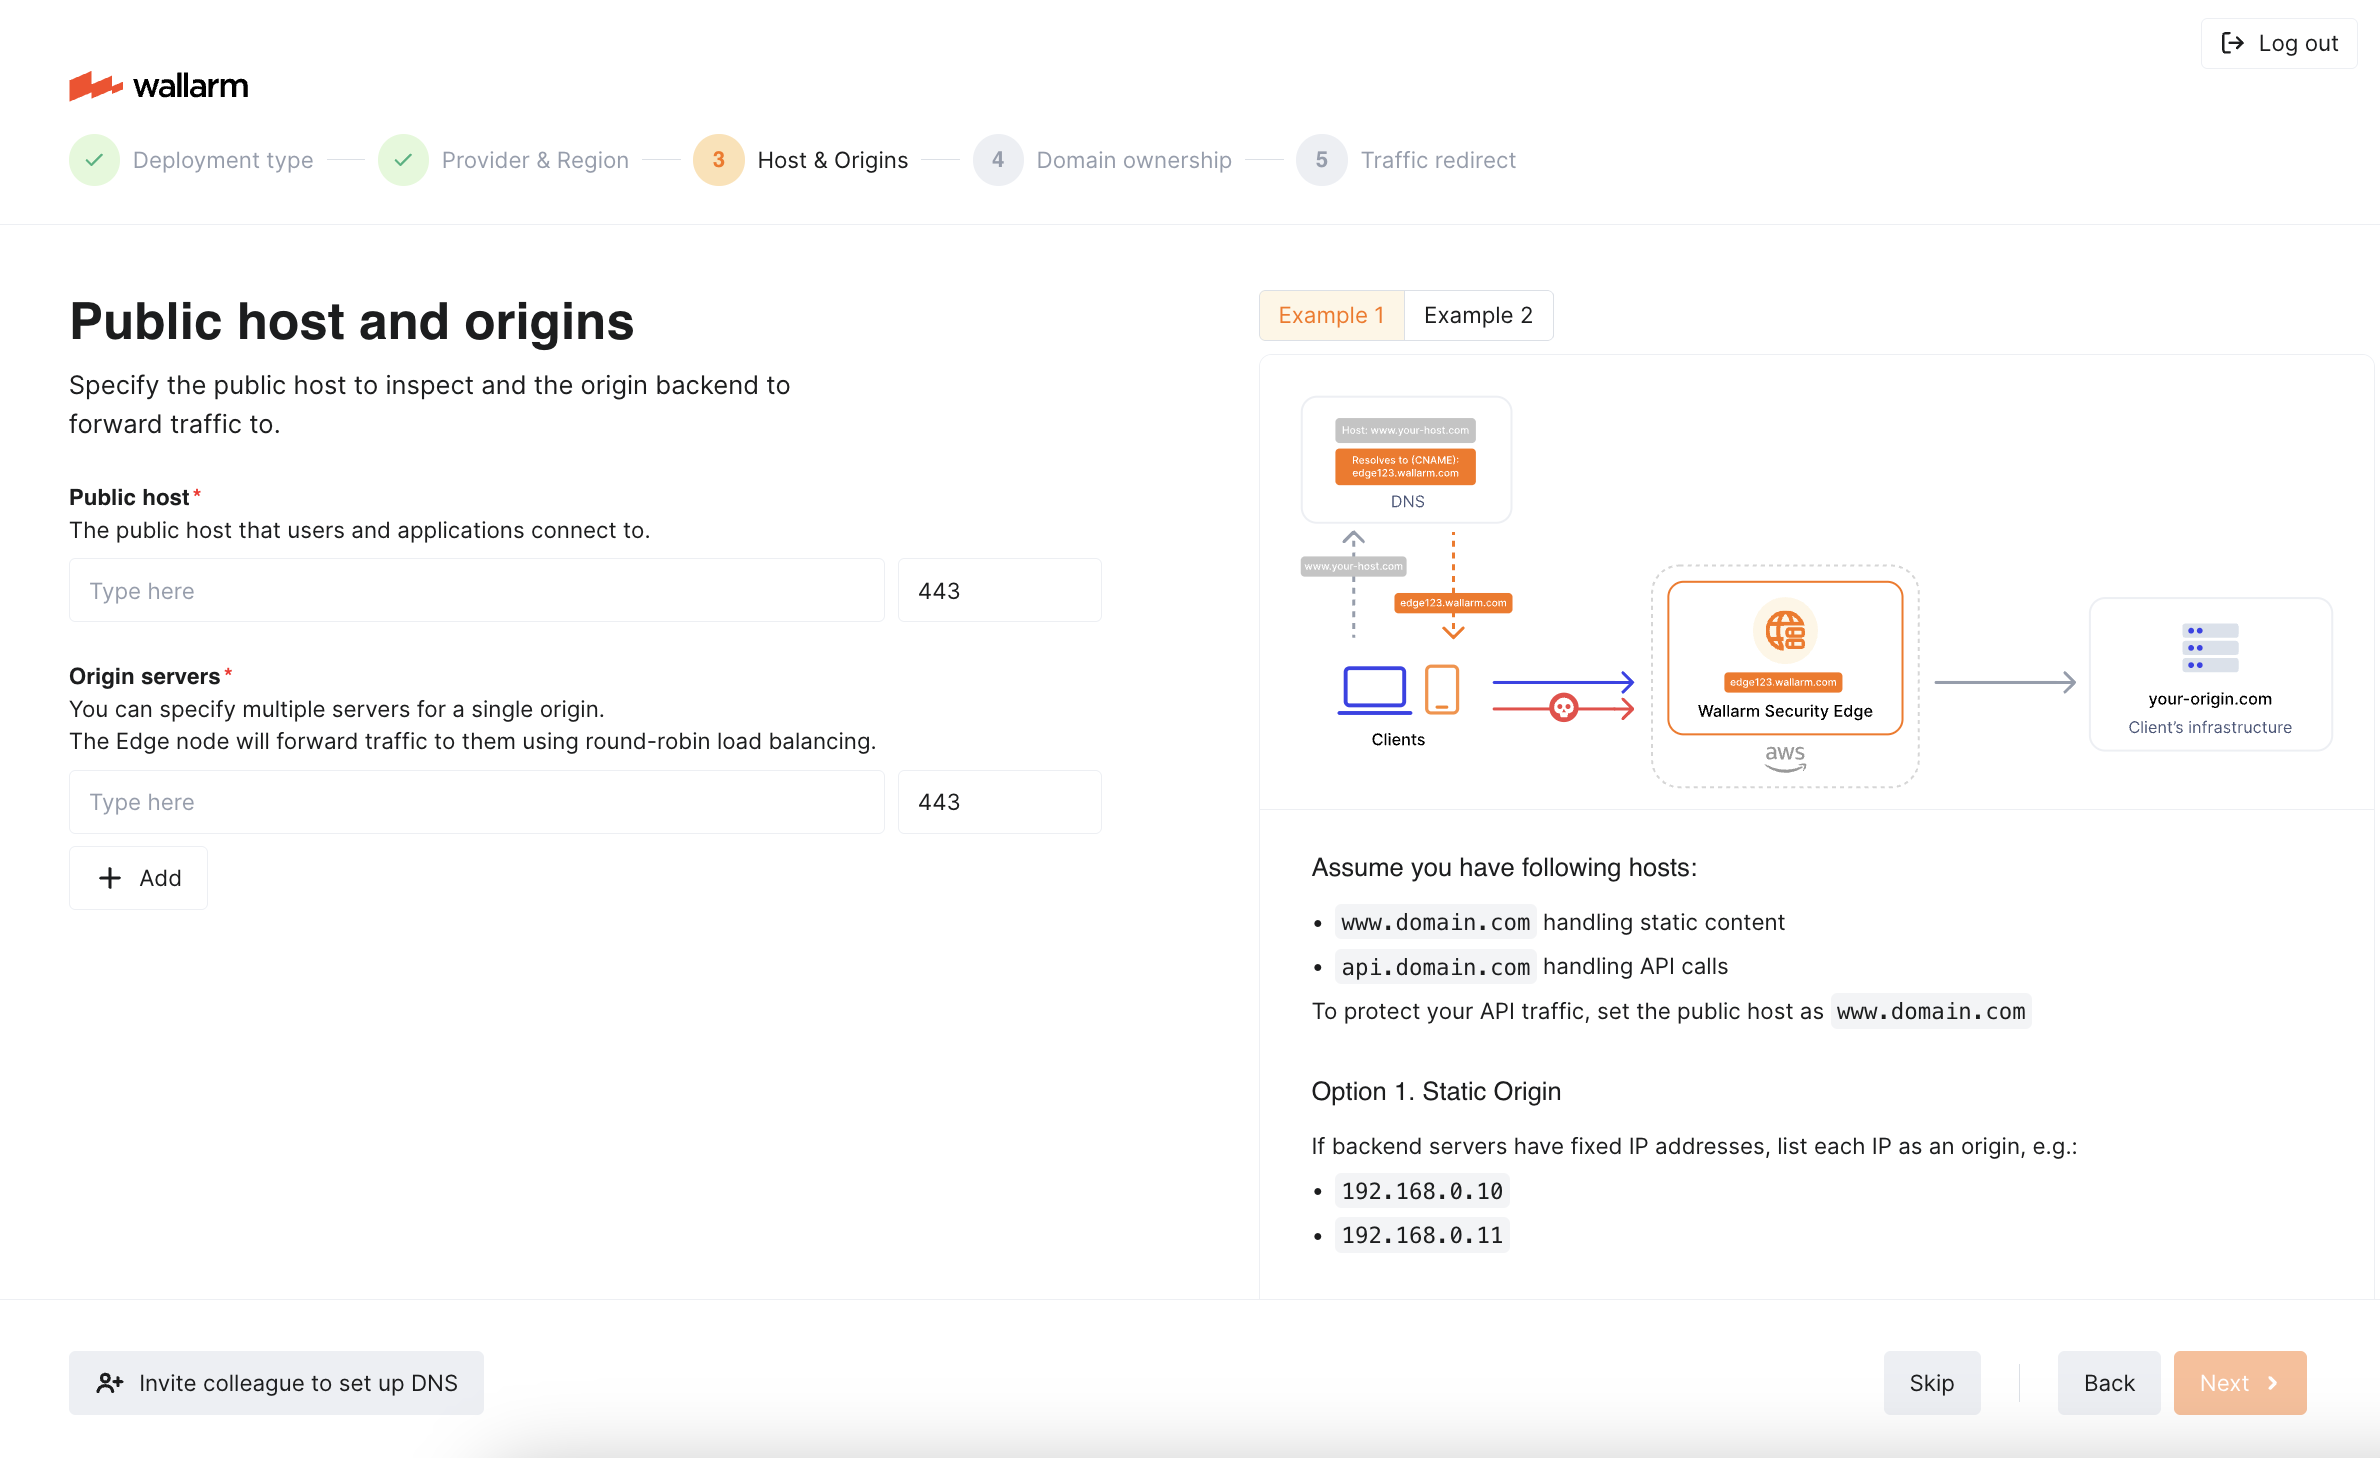 Log out
wallarm
Deployment type
Provider & Region
3 Host & Origins
4 Domain ownership
5 Traffic redirect
Public host and origins
Specify the public host to inspect and the origin backend to
forward traffic to.
Public host*
The public host that users and applications connect to.
Type here
443
Origin servers*
You can specify multiple servers for a single origin.
The Edge node will forward traffic to them using round-robin load balancing.
Type here
443
Add
Example 1
Example 2
Host: www.your-host.com
Resolves to (CNAME):
edge123.wallarm.com
DNS
www.your-host.com
edge123.wallarm.com
Clients
edge123.wallarm.com
Wallarm Security Edge
aws
your-origin.com
Client's infrastructure
Assume you have following hosts:
• www.domain.com handling static content
• api.domain.com handling API calls
To protect your API traffic, set the public host as www.domain.com
Option 1. Static Origin
If backend servers have fixed IP addresses, list each IP as an origin, e.g.:
• 192.168.0.10
• 192.168.0.11
Invite colleague to set up DNS
Skip
Back
Next